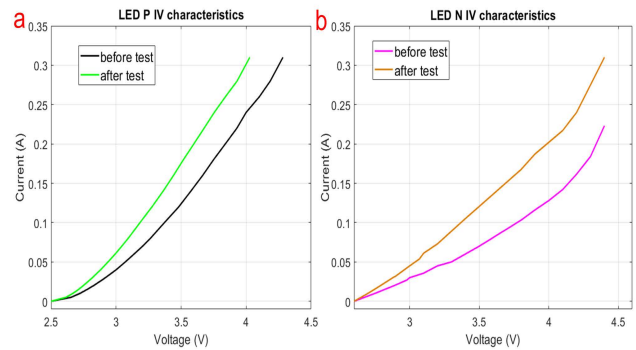 a
LED P IV characteristics
before test
after test
Current (A)
0.35
0.3
0.25
0.2
0.15
0.1
0.05
0
2.5
3
3.5
4
4.5
Voltage (V)
b
LED N IV characteristics
before test
after test
Current (A)
0.35
0.3
0.25
0.2
0.15
0.1
0.05
0
3
3.5
4
4.5
Voltage (V)